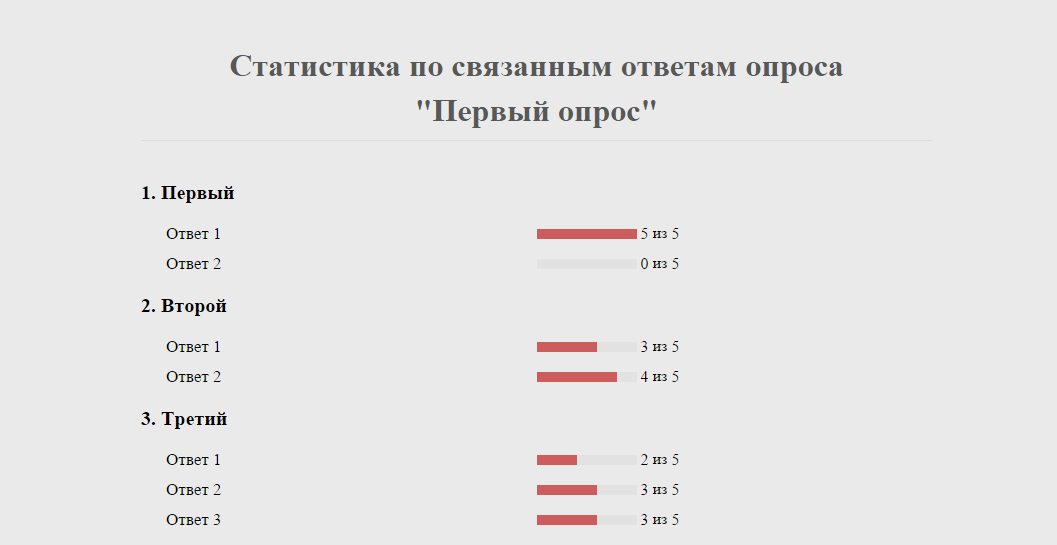 Статистика по связанным ответам опроса
"Первый опрос"
1. Первый
Ответ 1 5 из 5
Ответ 2 0 из 5
2. Второй
Ответ 1 3 из 5
Ответ 2 4 из 5
3. Третий
Ответ 1 2 из 5
Ответ 2 3 из 5
Ответ 3 3 из 5